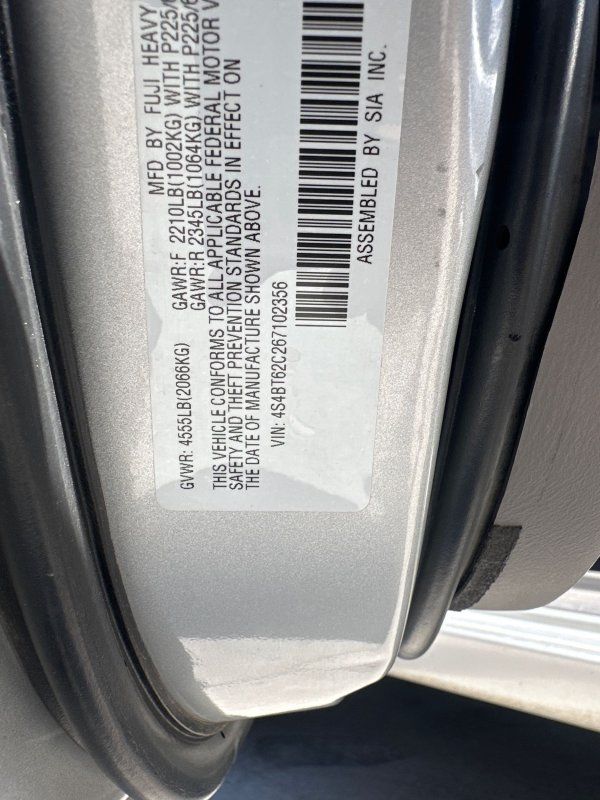 MFD BY FUJI HEAVY
GVWR: 4555LB(2066KG) GAWR:F 2210LB(1002KG) WITH P225/
GAWR:R 2345LB(1064KG) WITH P225/
THIS VEHICLE CONFORMS TO ALL APPLICABLE FEDERAL MOTOR V
SAFETY AND THEFT PREVENTION STANDARDS IN EFFECT ON
THE DATE OF MANUFACTURE SHOWN ABOVE.
VIN: 4S4BT62C267102356
ASSEMBLED BY SIA INC.